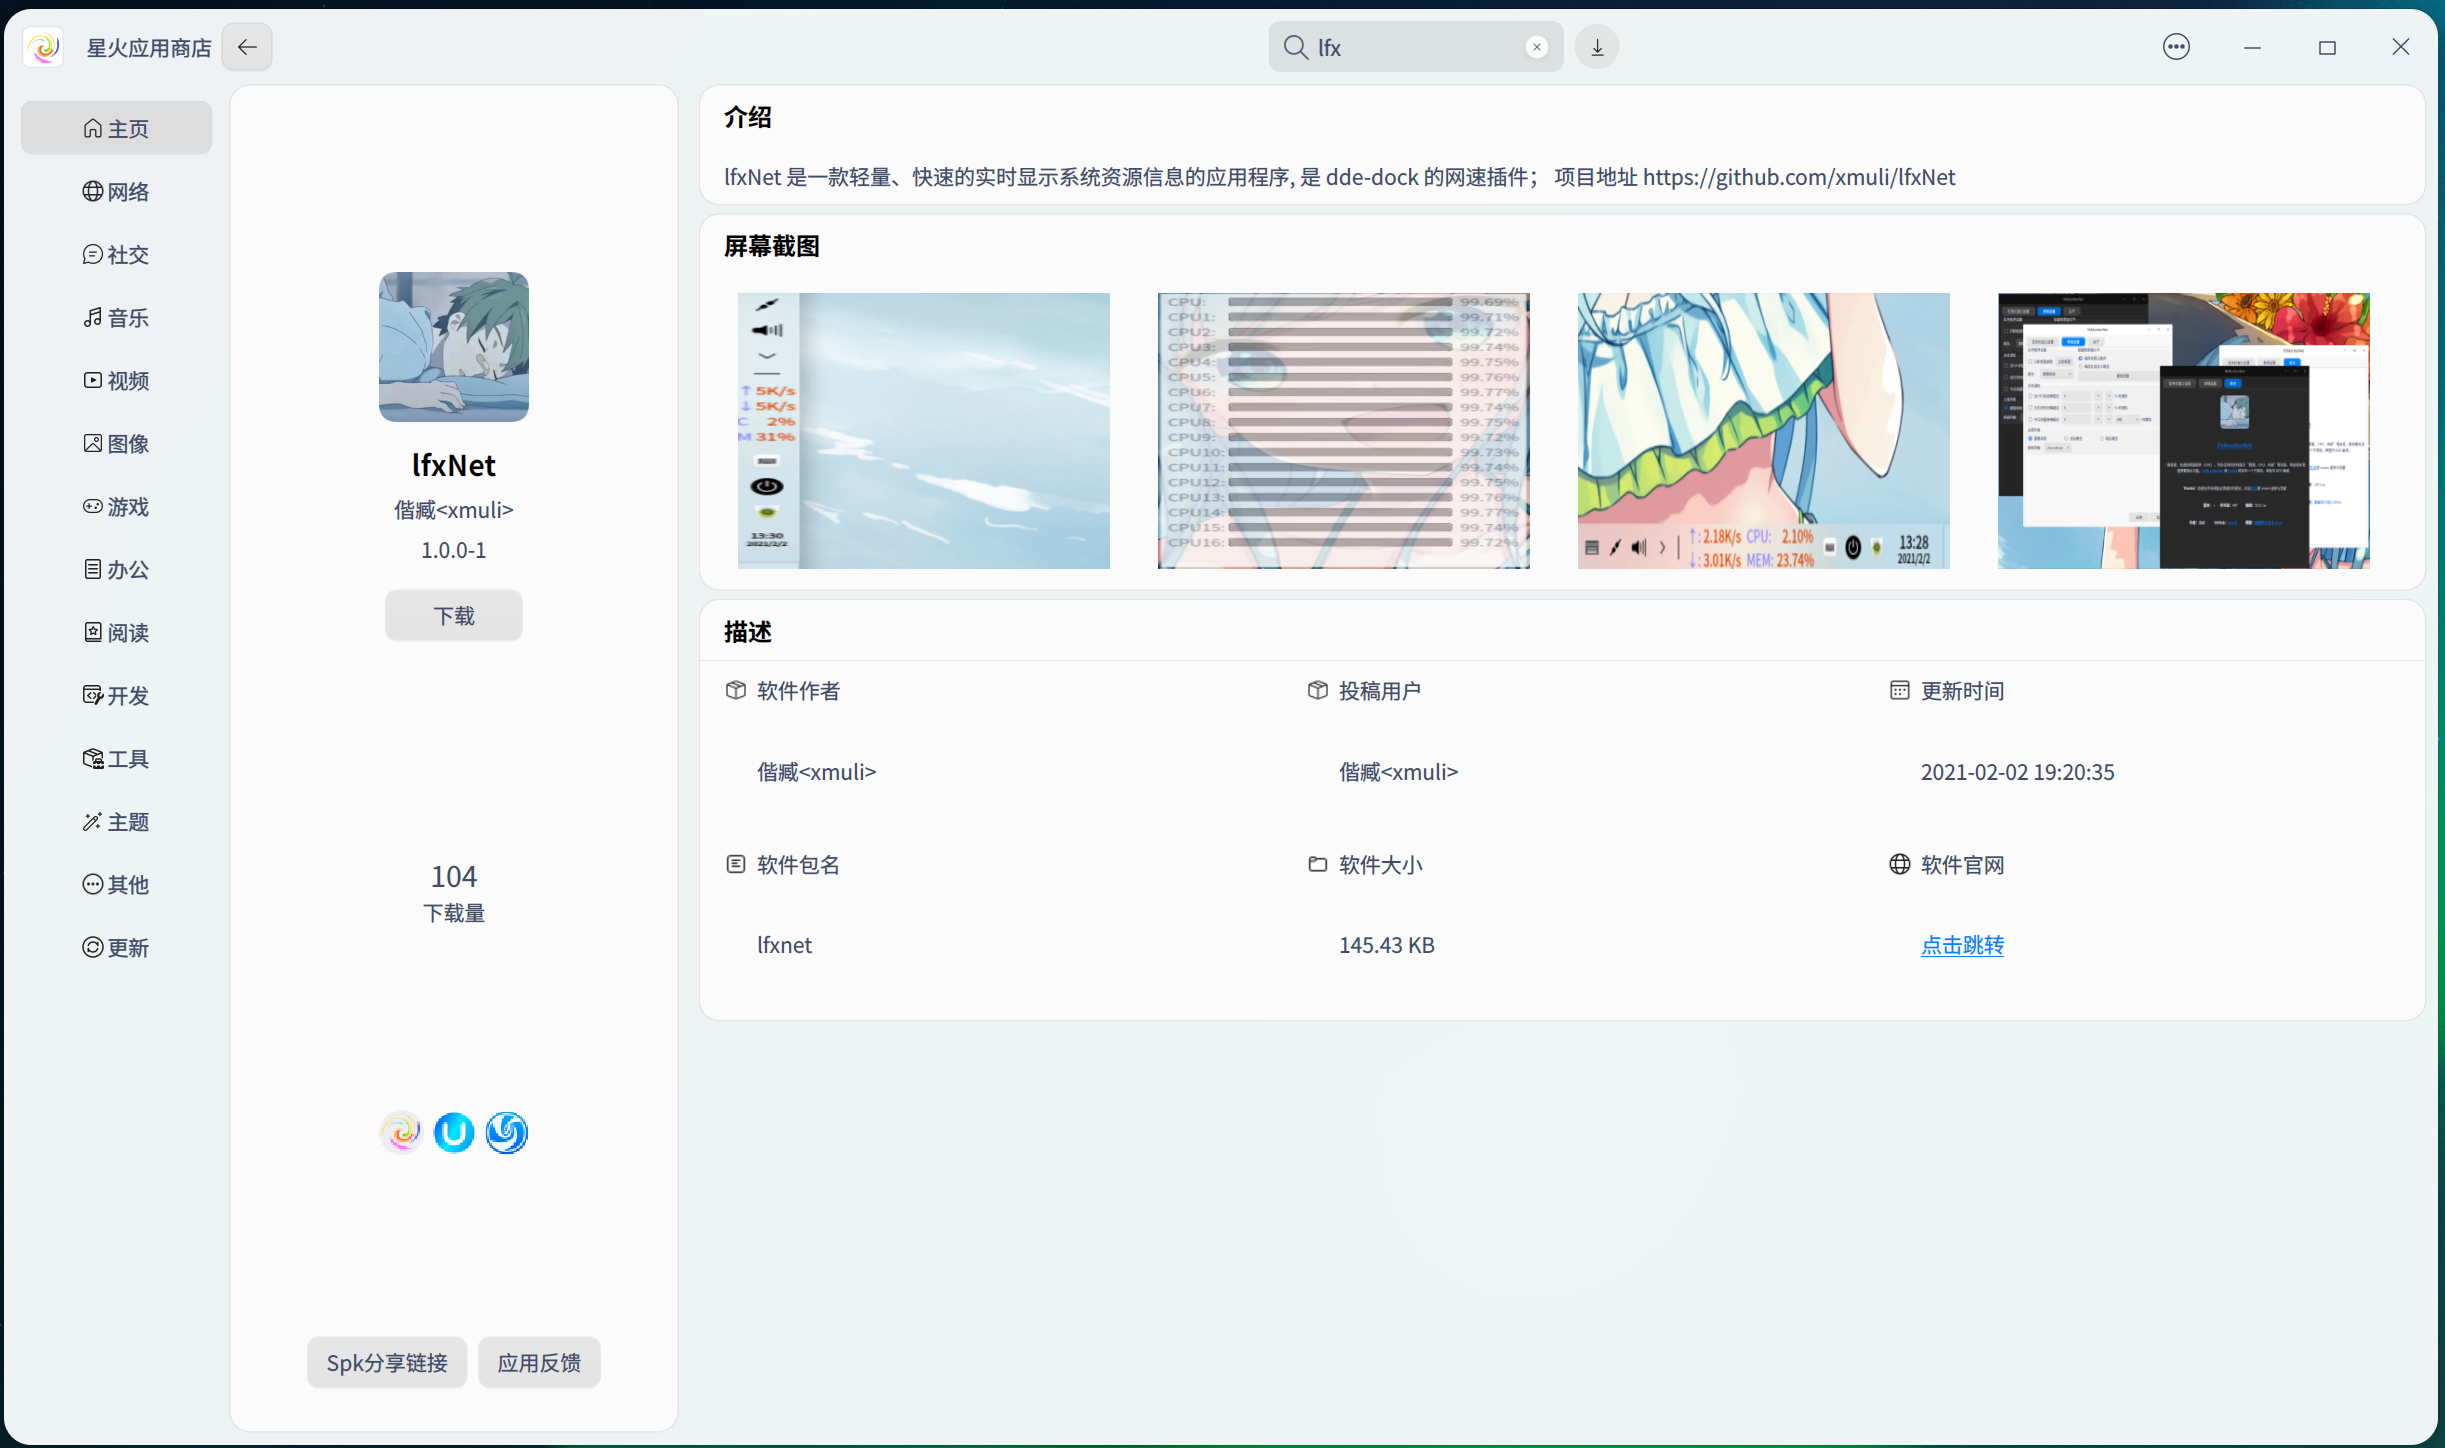 星火应用商店
lfx
主页
网络
社交
音乐
视频
图像
游戏
办公
阅读
开发
工具
主题
其他
更新
lfxNet
偕臧<xmuli>
1.0.0-1
下载
104
下载量
Spk分享链接
应用反馈
介绍
lfxNet 是一款轻量、快速的实时显示系统资源信息的应用程序, 是 dde-dock 的网速插件； 项目地址 https://github.com/xmuli/lfxNet
屏幕截图
↑ 5K/s
↓ 5K/s
C 2%
M 31%
13:30
2021/2/2
CPU: 99.69%
CPU1: 99.71%
CPU2: 99.72%
CPU3: 99.74%
CPU4: 99.75%
CPU5: 99.76%
CPU6: 99.77%
CPU7: 99.74%
CPU8: 99.75%
CPU9: 99.72%
CPU10: 99.73%
CPU11: 99.74%
CPU12: 99.75%
CPU13: 99.76%
CPU14: 99.77%
CPU15: 99.74%
CPU16: 99.72%
↑: 2.18K/s CPU: 2.10%
↓: 3.01K/s MEM: 23.74%
13:28
2021/2/2
描述
软件作者
偕臧<xmuli>
投稿用户
偕臧<xmuli>
更新时间
2021-02-02 19:20:35
软件包名
lfxnet
软件大小
145.43 KB
软件官网
点击跳转